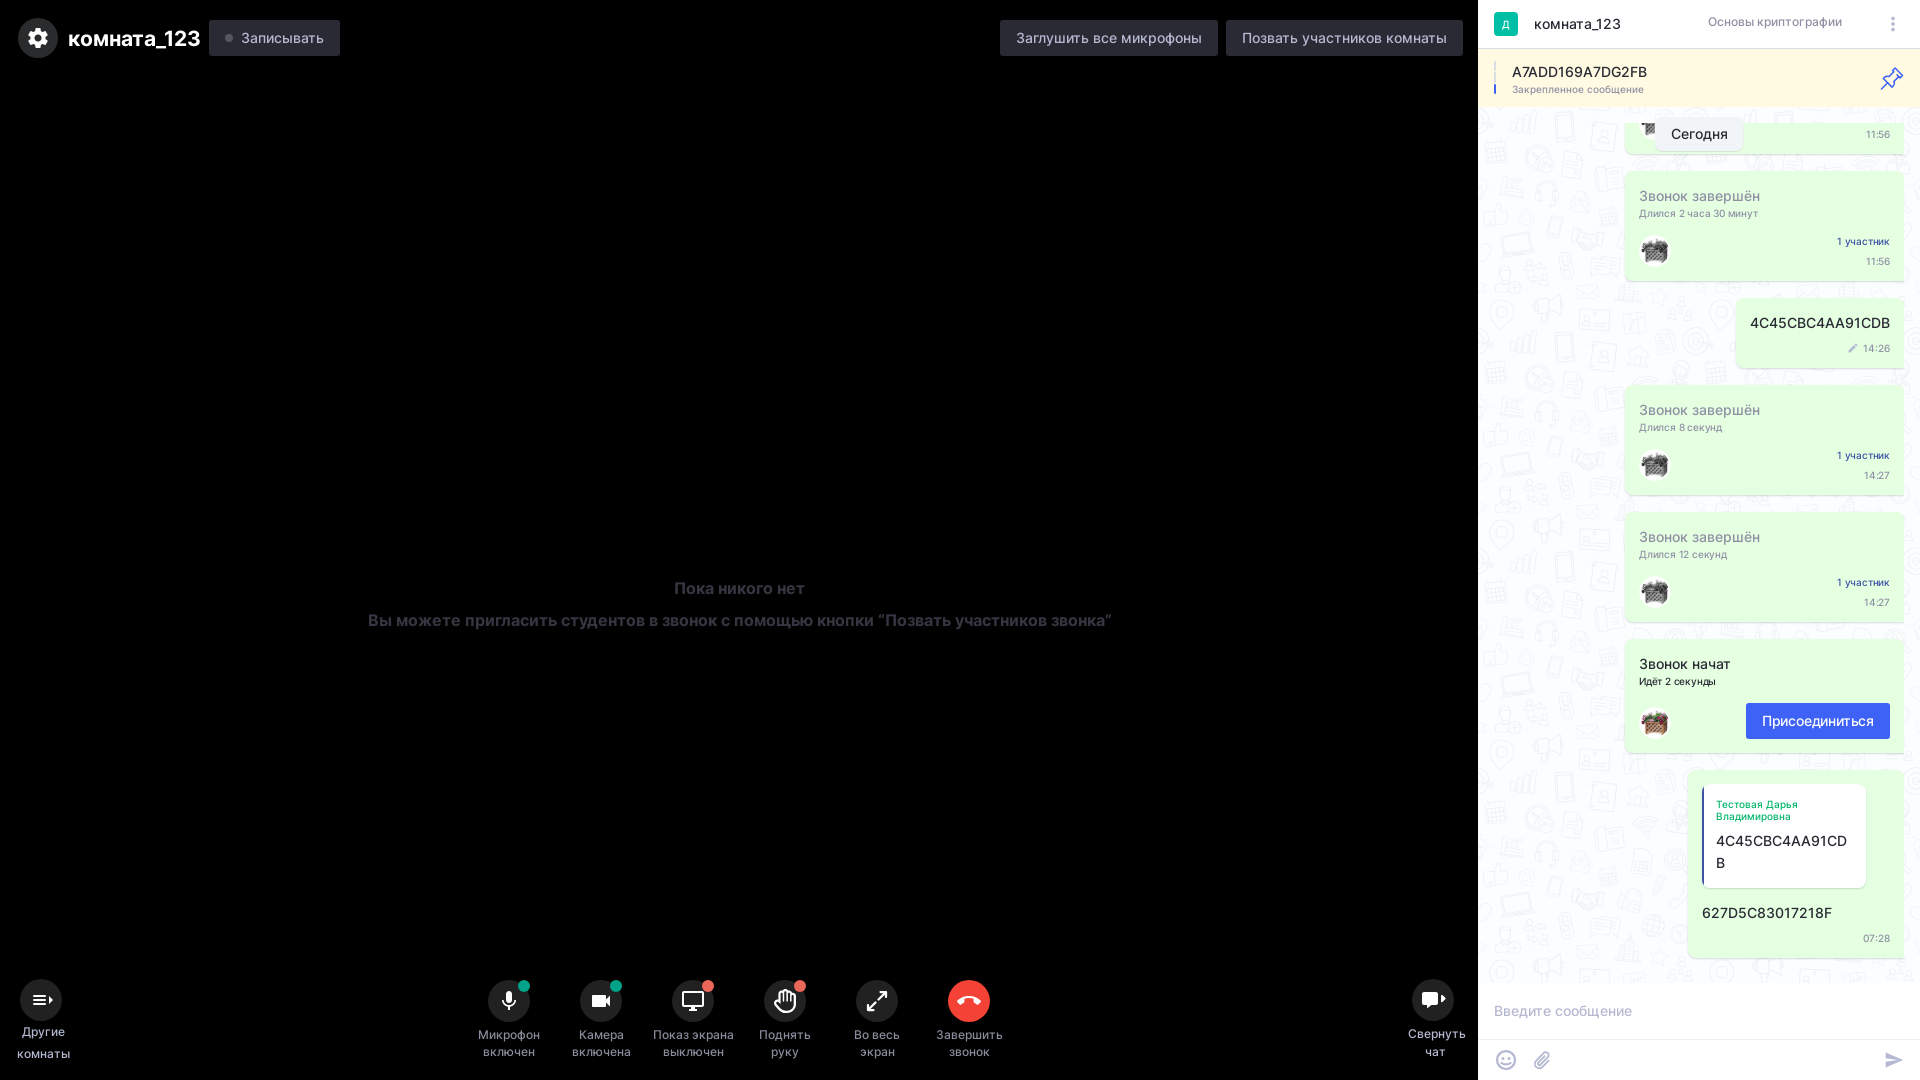 комната_123
Записывать
Заглушить все микрофоны
Позвать участников комнаты
Пока никого нет
Вы можете пригласить студентов в звонок с помощью кнопки “Позвать участников звонка”
Другие
комнаты
Микрофон
включен
Камера
включена
Показ экрана
выключен
Поднять
руку
Во весь
экран
Завершить
звонок
Свернуть
чат
Д
комната_123
Основы криптографии
A7ADD169A7DG2FB
Закрепленное сообщение
Сегодня
11:56
Звонок завершён
Длился 2 часа 30 минут
1 участник
11:56
4C45CBC4AA91CDB
14:26
Звонок завершён
Длился 8 секунд
1 участник
14:27
Звонок завершён
Длился 12 секунд
1 участник
14:27
Звонок начат
Идёт 2 секунды
Присоединиться
Тестовая Дарья
Владимировна
4C45CBC4AA91CD
B
627D5C83017218F
07:28
Введите сообщение